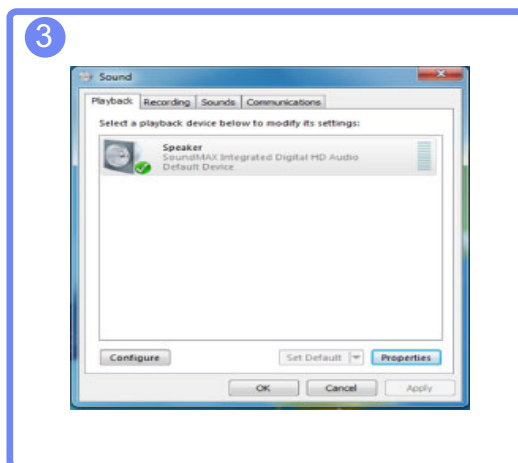 3
Sound
Playback Recording Sounds Communications
Select a playback device below to modify its settings:
Speaker
SoundMAX Integrated Digital HD Audio
Default Device
Configure Set Default Properties
OK Cancel Apply